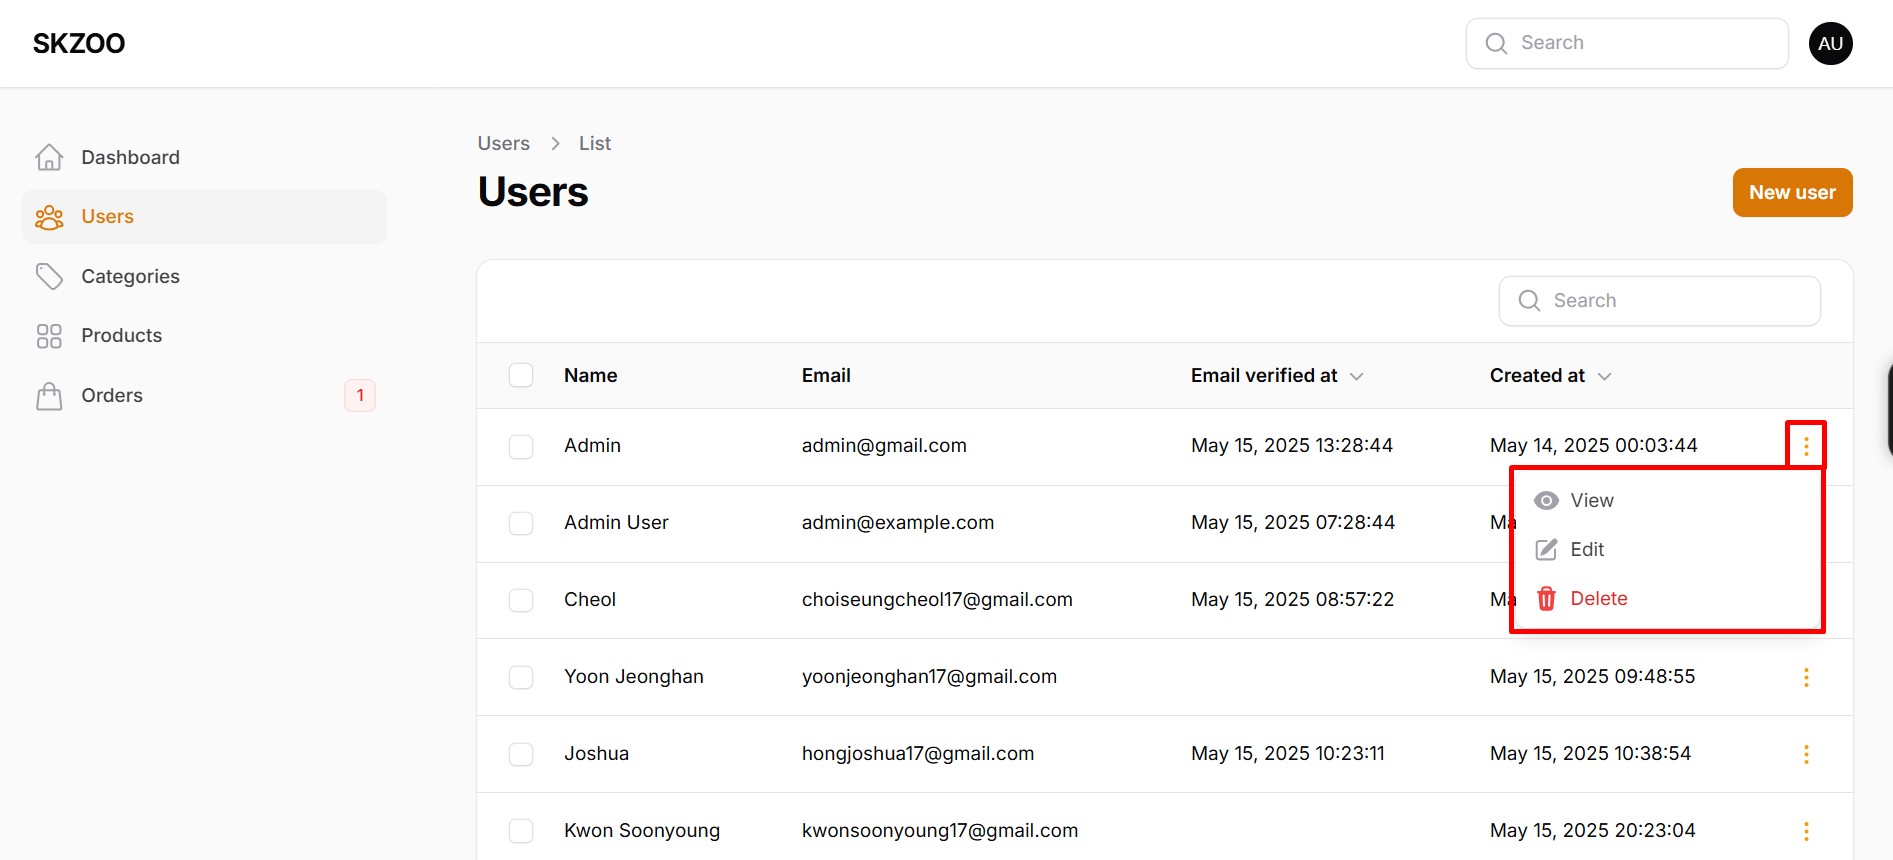 SKZOO
Search
AU
Dashboard
Users
Categories
Products
Orders 1
Users > List
Users
New user
Search
Name Email Email verified at Created at
Admin admin@gmail.com May 15, 2025 13:28:44 May 14, 2025 00:03:44
View
Admin User admin@example.com May 15, 2025 07:28:44 Ma
Edit
Cheol choiseungcheol17@gmail.com May 15, 2025 08:57:22 Ma
Delete
Yoon Jeonghan yoonjeonghan17@gmail.com May 15, 2025 09:48:55
Joshua hongjoshua17@gmail.com May 15, 2025 10:23:11 May 15, 2025 10:38:54
Kwon Soonyoung kwonsoonyoung17@gmail.com May 15, 2025 20:23:04